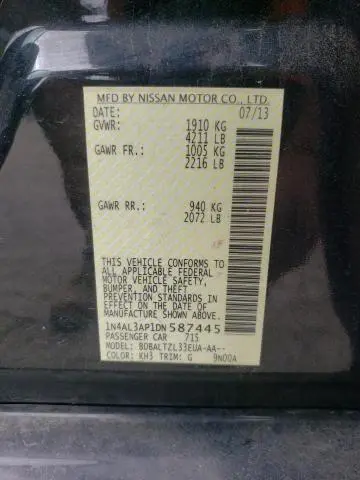 MFD BY NISSAN MOTOR CO., LTD.
DATE: 07/13
GVWR: 1910 KG
4211 LB
GAWR FR.: 1005 KG
2216 LB
GAWR RR.: 940 KG
2072 LB
THIS VEHICLE CONFORMS TO
ALL APPLICABLE FEDERAL
MOTOR VEHICLE SAFETY,
BUMPER, AND THEFT
PREVENTION STANDARDS IN
EFFECT ON THE DATE OF
MANUFACTURE SHOWN ABOVE.
1N4AL3AP1DN587445
PASSENGER CAR 715
MODEL: BDBALTZL33EUA-AA--
COLOR: KH3 TRIM: G 9N00A